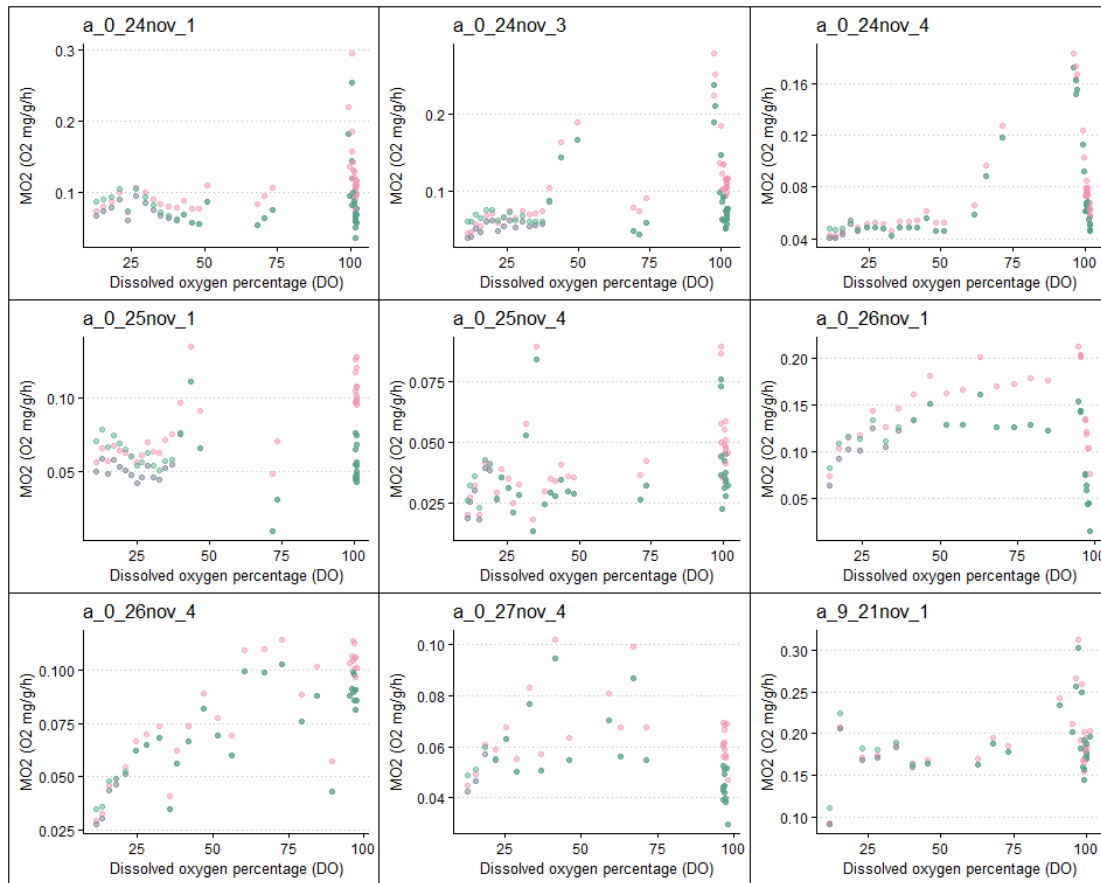 a_0_24nov_1
MO2 (O2 mg/g/h)
0.3
0.2
0.1
25
50
75
100
Dissolved oxygen percentage (DO)
a_0_24nov_3
MO2 (O2 mg/g/h)
0.2
0.1
25
50
75
100
Dissolved oxygen percentage (DO)
a_0_24nov_4
MO2 (O2 mg/g/h)
0.16
0.12
0.08
0.04
25
50
75
100
Dissolved oxygen percentage (DO)
a_0_25nov_1
MO2 (O2 mg/g/h)
0.10
0.05
25
50
75
100
Dissolved oxygen percentage (DO)
a_0_25nov_4
MO2 (O2 mg/g/h)
0.075
0.050
0.025
25
50
75
100
Dissolved oxygen percentage (DO)
a_0_26nov_1
MO2 (O2 mg/g/h)
0.20
0.15
0.10
0.05
25
50
75
100
Dissolved oxygen percentage (DO)
a_0_26nov_4
MO2 (O2 mg/g/h)
0.100
0.075
0.050
0.025
25
50
75
100
Dissolved oxygen percentage (DO)
a_0_27nov_4
MO2 (O2 mg/g/h)
0.10
0.08
0.06
0.04
25
50
75
100
Dissolved oxygen percentage (DO)
a_9_21nov_1
MO2 (O2 mg/g/h)
0.30
0.25
0.20
0.15
0.10
25
50
75
100
Dissolved oxygen percentage (DO)